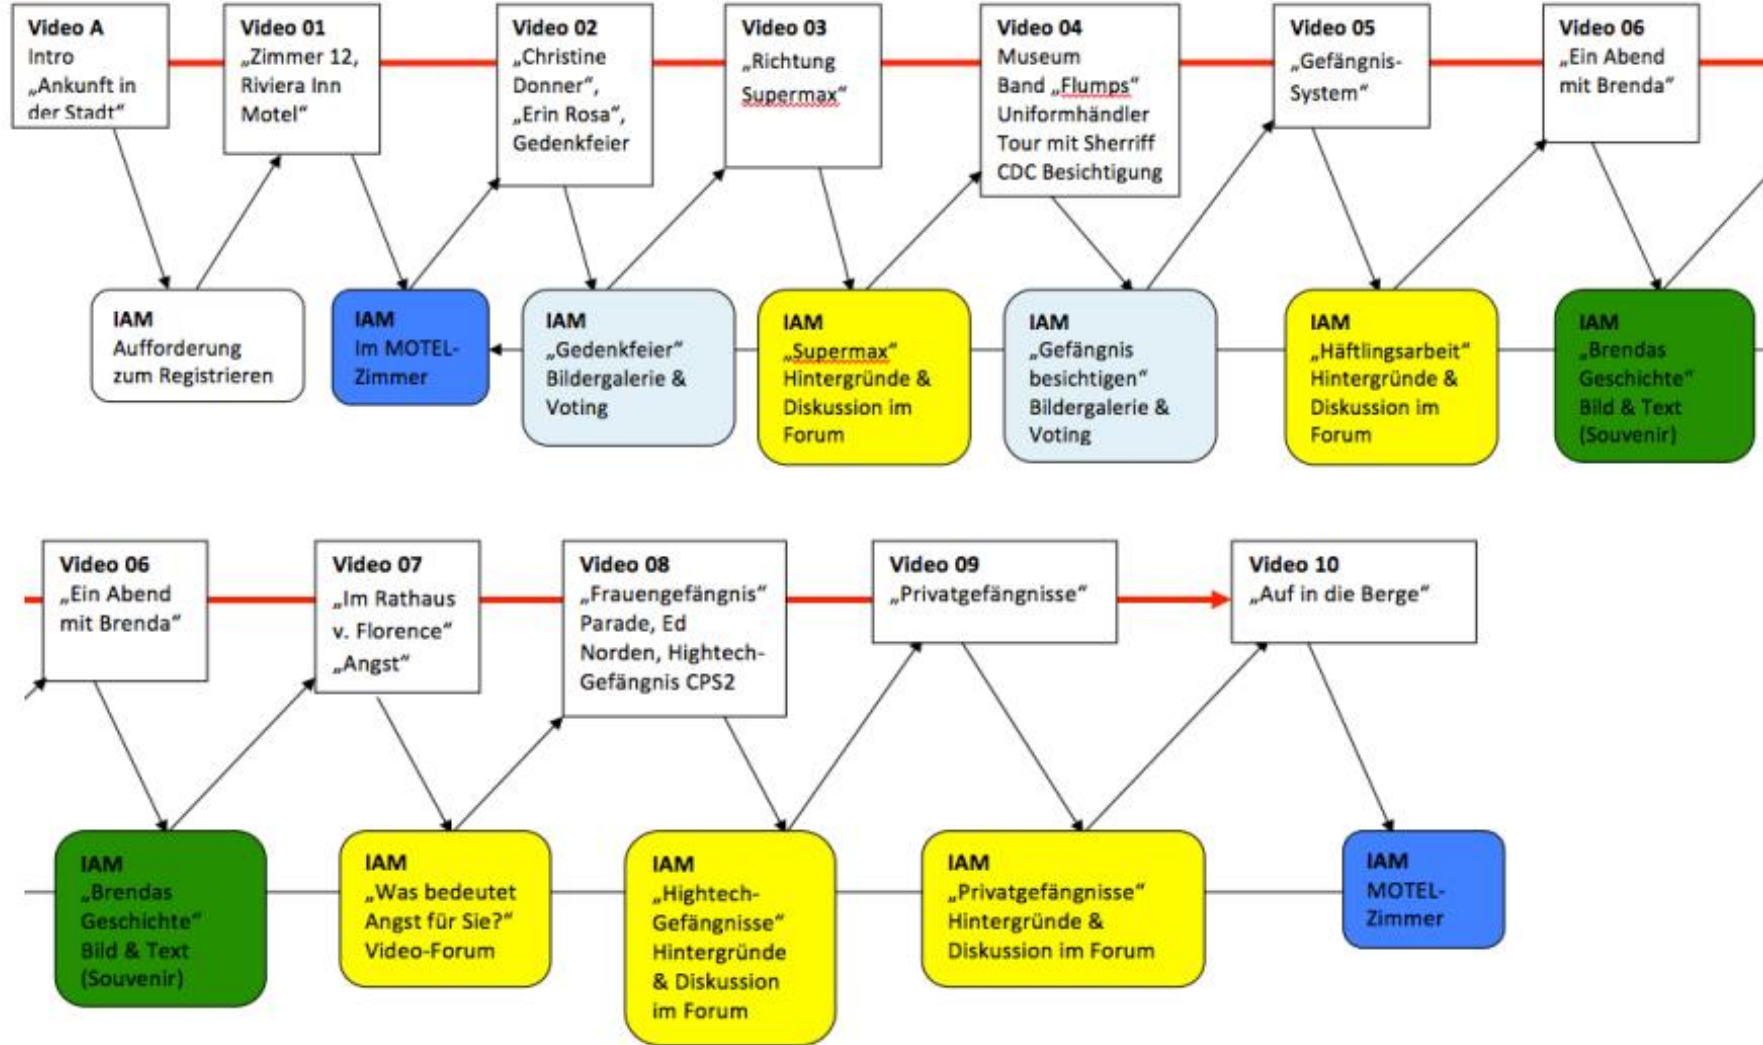 Video A
Intro
„Ankunft in
der Stadt“
Video 01
„Zimmer 12,
Riviera Inn
Motel“
Video 02
„Christine
Donner“,
„Erin Rosa“,
Gedenkfeier
Video 03
„Richtung
Supermax“
Video 04
Museum
Band „Flumps“
Uniformhändler
Tour mit Sherriff
CDC Besichtigung
Video 05
„Gefängnis-
System“
Video 06
„Ein Abend
mit Brenda“
IAM
Aufforderung
zum Registrieren
IAM
Im MOTEL-
Zimmer
IAM
„Gedenkfeier“
Bildergalerie &
Voting
IAM
„Supermax“
Hintergründe &
Diskussion im
Forum
IAM
„Gefängnis
besichtigen“
Bildergalerie &
Voting
IAM
„Häftlingsarbeit“
Hintergründe &
Diskussion im
Forum
IAM
„Brendas
Geschichte“
Bild & Text
(Souvenir)
Video 06
„Ein Abend
mit Brenda“
Video 07
„Im Rathaus
v. Florence“
„Angst“
Video 08
„Frauengefängnis“
Parade, Ed
Norden, Hightech-
Gefängnis CPS2
Video 09
„Privatgefängnisse“
Video 10
„Auf in die Berge“
IAM
„Brendas
Geschichte“
Bild & Text
(Souvenir)
IAM
„Was bedeutet
Angst für Sie?“
Video-Forum
IAM
„Hightech-
Gefängnisse“
Hintergründe
& Diskussion
im Forum
IAM
„Privatgefängnisse“
Hintergründe &
Diskussion im Forum
IAM
MOTEL-
Zimmer